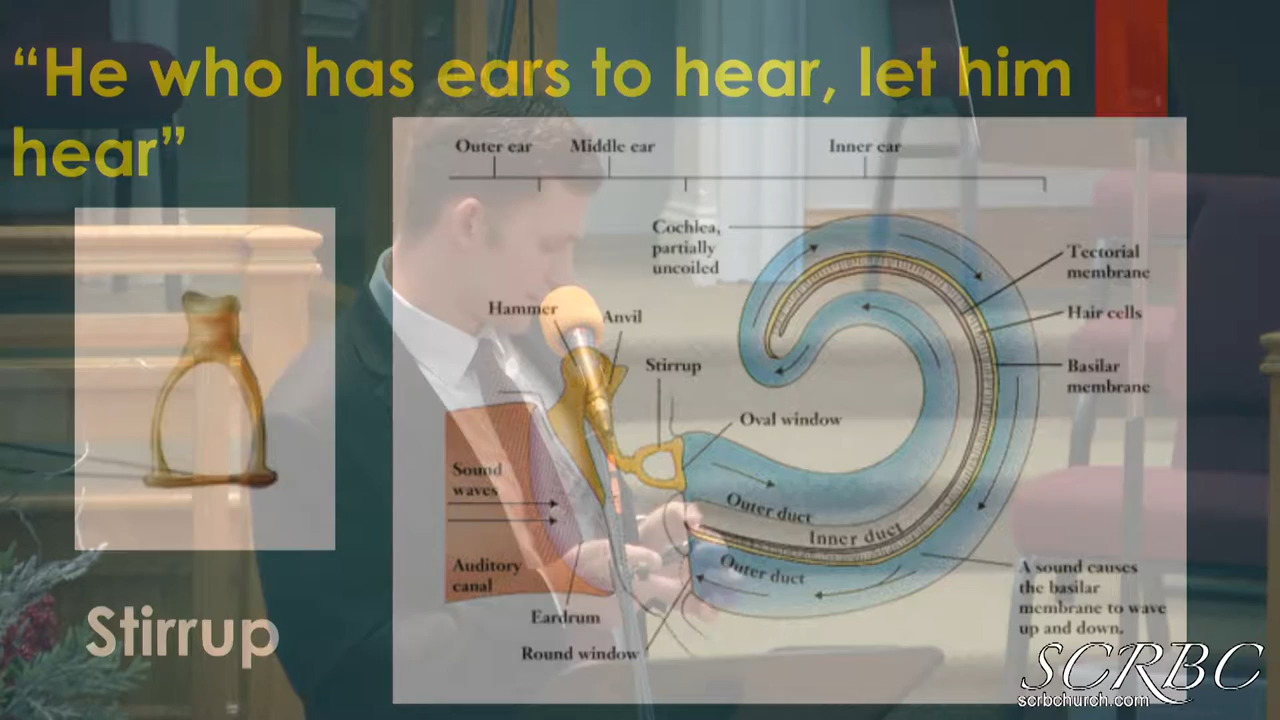 “He who has ears to hear, let him
hear”
Outer ear
Middle ear
Inner ear
Cochlea,
partially
uncoiled
Tectorial
membrane
Hammer
Anvil
Hair cells
Stirrup
Basilar
membrane
Oval window
Sound
waves
Outer duct
Inner duct
Auditory
canal
Outer duct
A sound causes
the basilar
membrane to wave
up and down.
Eardrum
Round window
Stirrup
SCRBC
scrbchurch.com